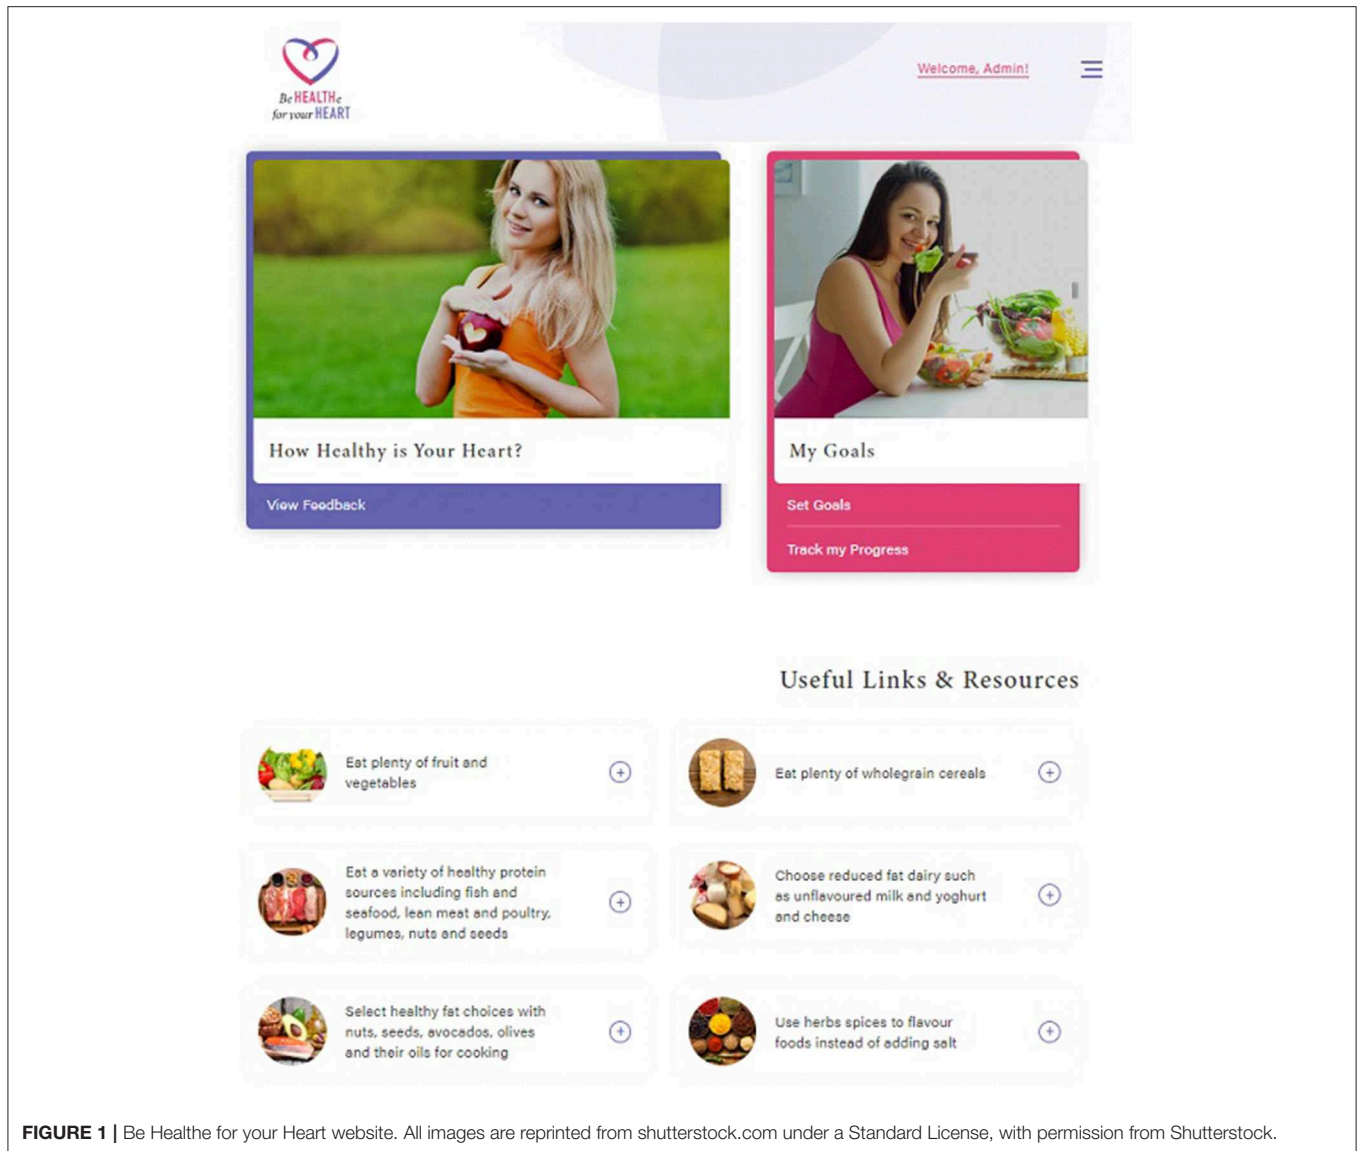 Be HEALTHe
for your HEART
Welcome, Admin!
How Healthy is Your Heart?
View Feedback
My Goals
Set Goals
Track my Progress
Useful Links & Resources
Eat plenty of fruit and
vegetables
Eat plenty of wholegrain cereals
Eat a variety of healthy protein
sources including fish and
seafood, lean meat and poultry,
legumes, nuts and seeds
Choose reduced fat dairy such
as unflavoured milk and yoghurt
and cheese
Select healthy fat choices with
nuts, seeds, avocados, olives
and their oils for cooking
Use herbs spices to flavour
foods instead of adding salt
FIGURE 1 | Be Healthe for your Heart website. All images are reprinted from shutterstock.com under a Standard License, with permission from Shutterstock.